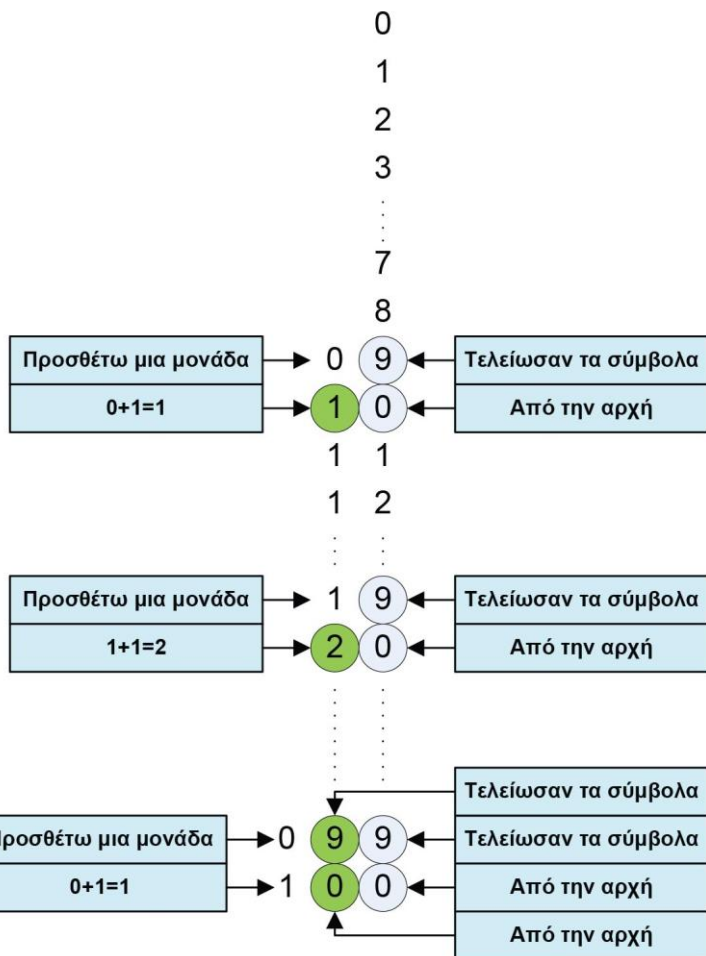 0
1
2
3
7
8
Προσθέτω μια μονάδα 0 9 Τελείωσαν τα σύμβολα
0+1=1 1 0 Από την αρχή
1 1
1 2
Προσθέτω μια μονάδα 1 9 Τελείωσαν τα σύμβολα
1+1=2 2 0 Από την αρχή
Τελείωσαν τα σύμβολα
Προσθέτω μια μονάδα 0 9 9 Τελείωσαν τα σύμβολα
0+1=1 1 0 0 Από την αρχή
Από την αρχή